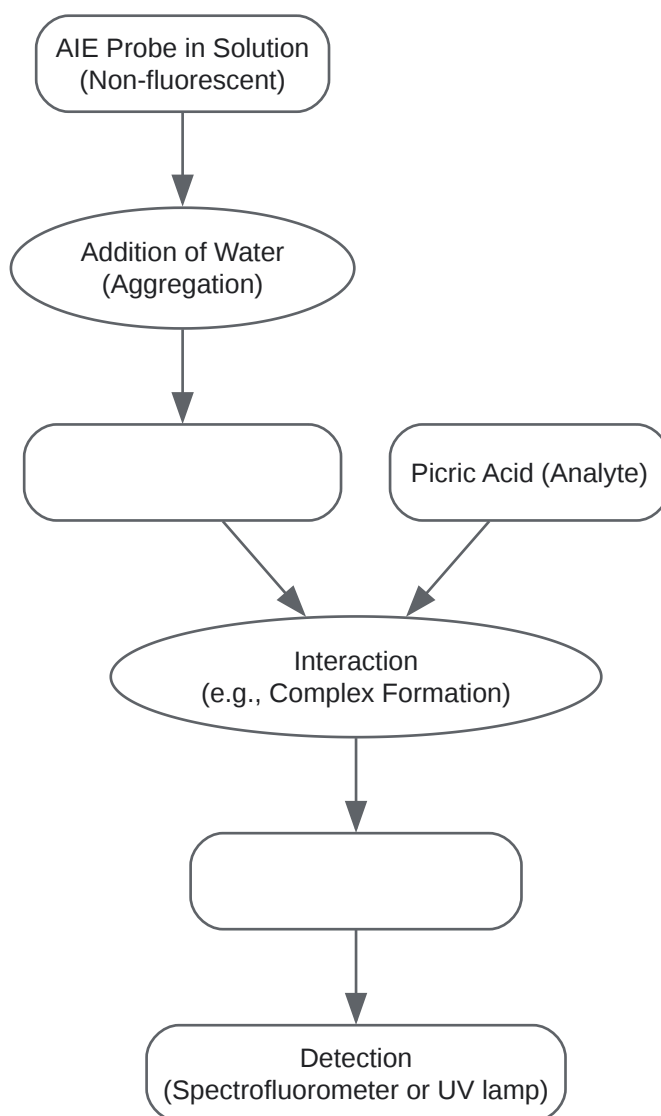 AIE Probe in Solution
(Non-fluorescent)
Addition of Water
(Aggregation)
Picric Acid (Analyte)
Interaction
(e.g., Complex Formation)
Detection
(Spectrofluorometer or UV lamp)